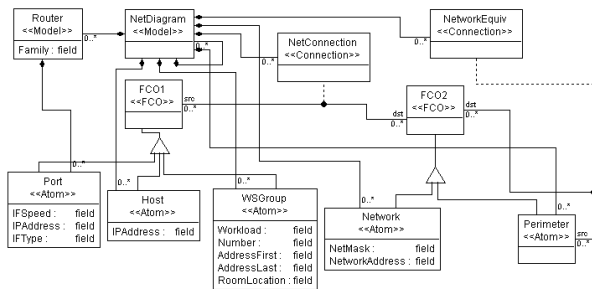 Router
<<Model>>
Family : field
0..*
NetDiagram
<<Model>>
0..*
0..*
NetConnection
<<Connection>>
0..*
NetworkEquiv
<<Connection>>
FCO1
<<FCO>>
src
0..*
dst
0..*
FCO2
<<FCO>>
dst
0..*
0..*
Port
<<Atom>>
IFSpeed : field
IPAddress : field
IFType : field
0..*
Host
<<Atom>>
IPAddress : field
0..*
WSGroup
<<Atom>>
Workload : field
Number : field
AddressFirst : field
AddressLast : field
RoomLocation : field
0..*
Network
<<Atom>>
NetMask : field
NetworkAddress : field
0..*
Perimeter
<<Atom>>
src
0..*